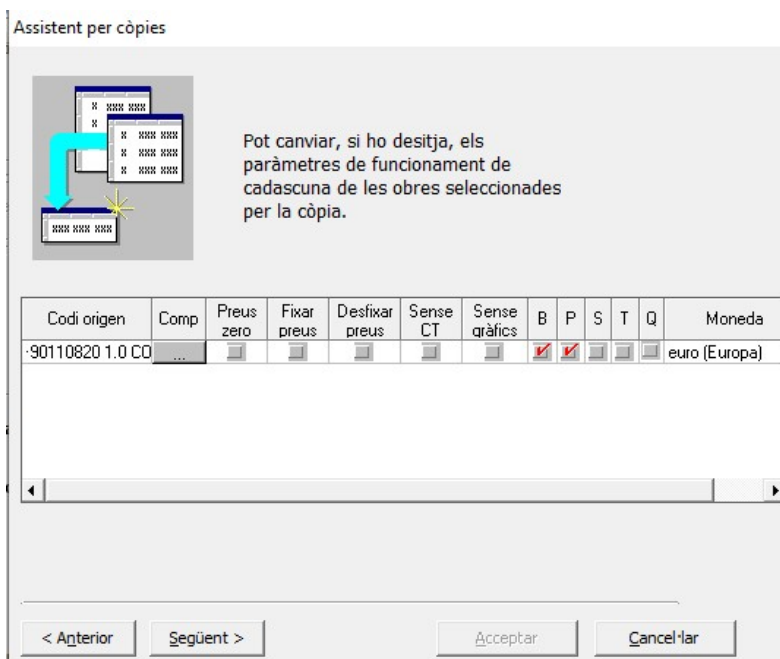 Assistent per còpies
Pot canviar, si ho desitja, els
paràmetres de funcionament de
cadascuna de les obres seleccionades
per la còpia.
Codi origen Comp Preus zero Fixar preus Desfixar preus Sense CT Sense gràfics B P S T Q Moneda
·90110820 1.0 CO ... euro (Europa)
< Anterior Següent > Acceptar Cancel·lar